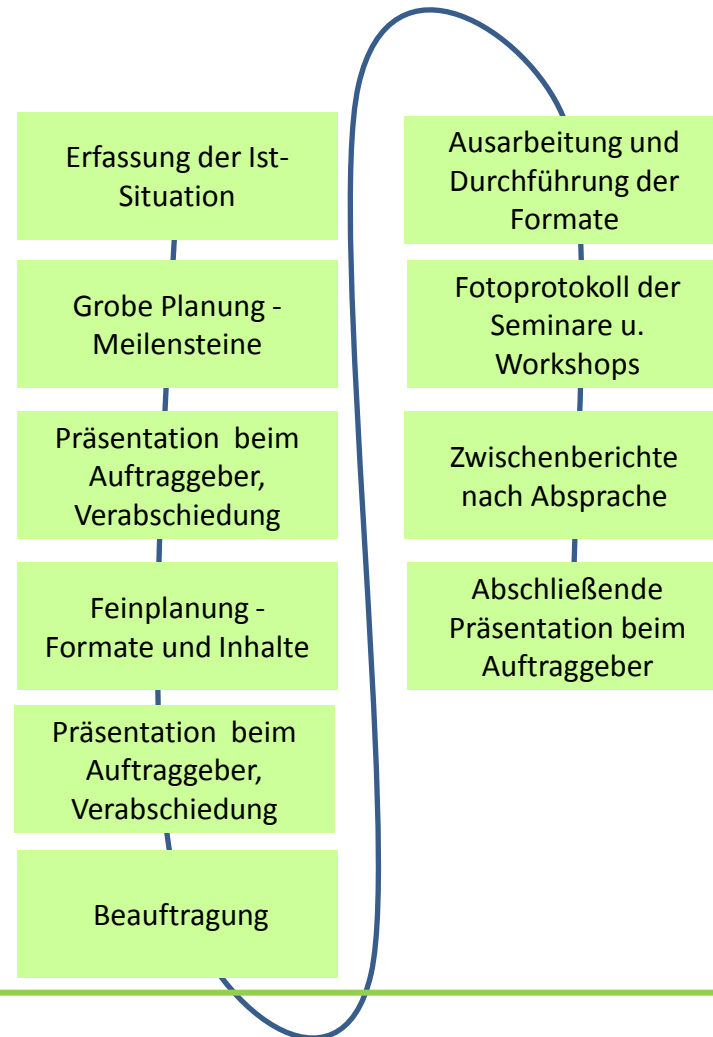 Erfassung der Ist-
Situation
Grobe Planung -
Meilensteine
Präsentation beim
Auftraggeber,
Verabschiedung
Feinplanung -
Formate und Inhalte
Präsentation beim
Auftraggeber,
Verabschiedung
Beauftragung
Ausarbeitung und
Durchführung der
Formate
Fotoprotokoll der
Seminare u.
Workshops
Zwischenberichte
nach Absprache
Abschließende
Präsentation beim
Auftraggeber